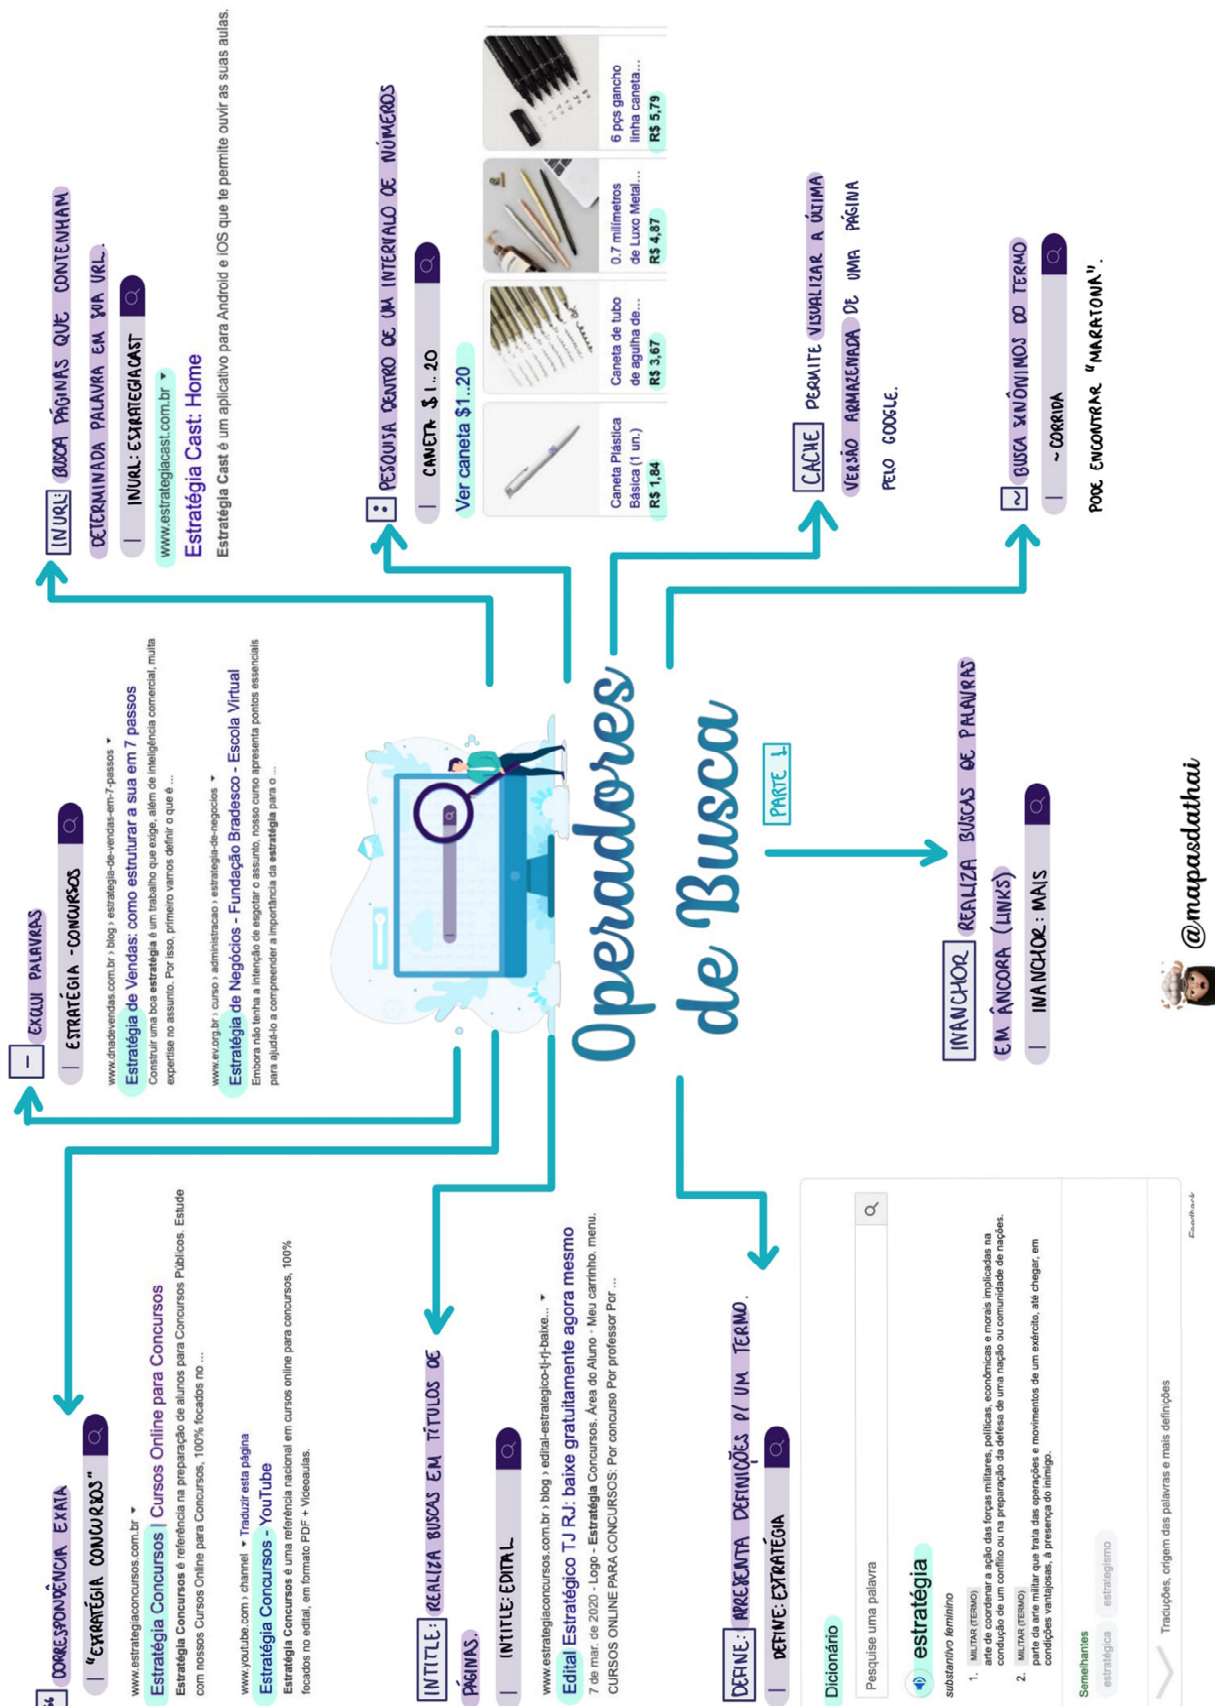 “ CORRESPONDÊNCIA EXATA
"ESTRATÉGIA CONCURSOS"
www.estrategiaconcursos.com.br
Estratégia Concursos | Cursos Online para Concursos
Estratégia Concursos é referência na preparação de alunos para Concursos Públicos. Estude
com nossos Cursos Online para Concursos, 100% focados no ...
www.youtube.com › channel Traduzir esta página
Estratégia Concursos - YouTube
Estratégia Concursos é uma referência nacional em cursos online para concursos, 100%
focados no edital, em formato PDF + Videoaulas.
- EXCLUI PALAVRAS
ESTRATÉGIA -CONCURSOS
www.dnadevendas.com.br › blog › estrategia-de-vendas-em-7-passos
Estratégia de Vendas: como estruturar a sua em 7 passos
Construir uma boa estratégia é um trabalho que exige, além de inteligência comercial, muita
expertise no assunto. Por isso, primeiro vamos definir o que é ...
www.ev.org.br › curso › administracao › estrategia-de-negocios
Estratégia de Negócios - Fundação Bradesco - Escola Virtual
Embora não tenha a intenção de esgotar o assunto, nosso curso apresenta pontos essenciais
para ajudá-lo a compreender a importância da estratégia para o ...
INURL: BUSCA PÁGINAS QUE CONTENHAM
DETERMINADA PALAVRA EM SUA URL.
INURL: ESTRATEGIACAST
www.estrategiacast.com.br
Estratégia Cast: Home
Estratégia Cast é um aplicativo para Android e iOS que te permite ouvir as suas aulas.
INTITLE: REALIZA BUSCAS EM TÍTULOS DE
PÁGINAS.
INTITLE: EDITAL
www.estrategiaconcursos.com.br › blog › edital-estrategico-tj-rj-baixe...
Edital Estratégico TJ RJ: baixe gratuitamente agora mesmo
7 de mar. de 2020 - Logo - Estratégia Concursos. Área do Aluno · Meu carrinho. menu.
CURSOS ONLINE PARA CONCURSOS: Por concurso Por professor Por ...
: PESQUISA DENTRO DE UM INTERVALO DE NÚMEROS
CANETA $1..20
Ver caneta $1..20
Caneta Plástica
Básica (1 un.)
R$ 1,84
Caneta de tubo
de agulha de...
R$ 3,67
0.7 milímetros
de Luxo Metal...
R$ 4,87
6 pçs gancho
linha caneta...
R$ 5,79
Operadores
de Busca
PARTE 1
DEFINE: APRESENTA DEFINIÇÕES P/ UM TERMO.
DEFINE: ESTRATÉGIA
Dicionário
Pesquise uma palavra
estratégia
substantivo feminino
1. MILITAR (TERMO)
arte de coordenar a ação das forças militares, políticas, econômicas e morais implicadas na
condução de um conflito ou na preparação da defesa de uma nação ou comunidade de nações.
2. MILITAR (TERMO)
parte da arte militar que trata das operações e movimentos de um exército, até chegar, em
condições vantajosas, à presença do inimigo.
Semelhantes
estratégica estrategismo
Traduções, origem das palavras e mais definições
Feedback
INANCHOR REALIZA BUSCAS DE PALAVRAS
EM ÂNCORA (LINKS)
INANCHOR: MAIS
CACHE PERMITE VISUALIZAR A ÚLTIMA
VERSÃO ARMAZENADA DE UMA PÁGINA
PELO GOOGLE.
~ BUSCA SINÔNIMOS DO TERMO
~CORRIDA
PODE ENCONTRAR "MARATONA".
@mapasdathai